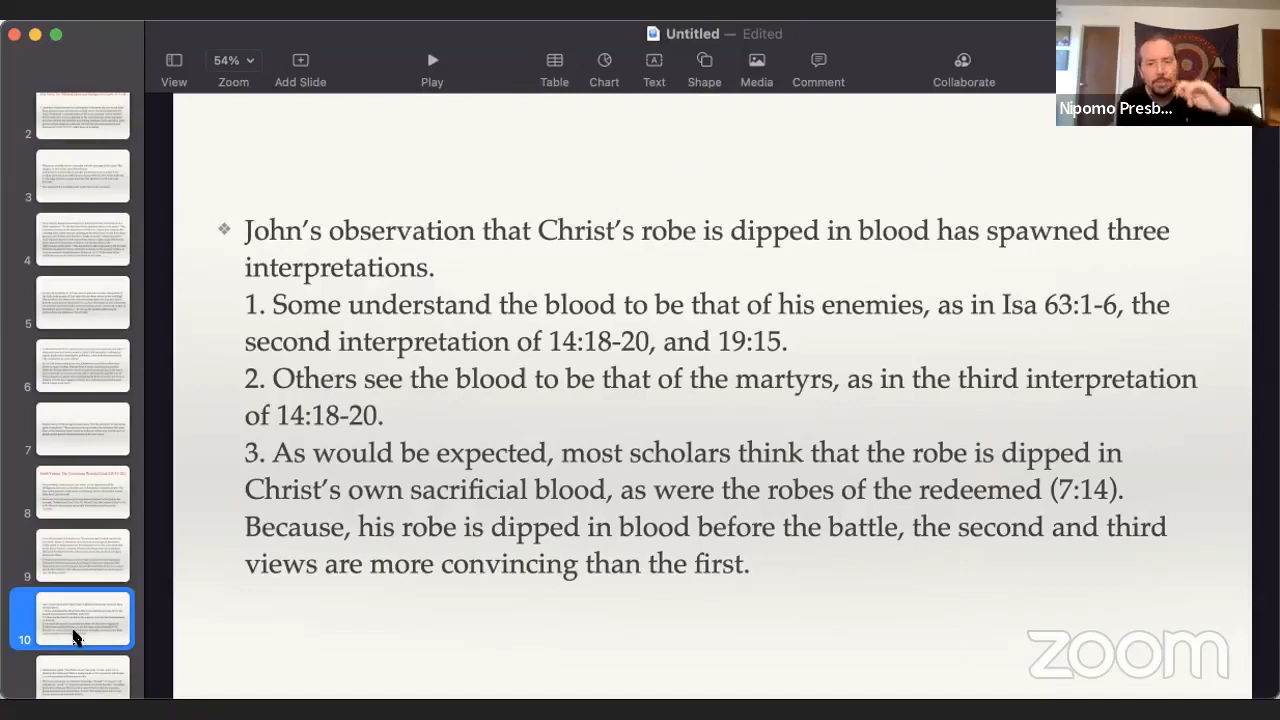 Untitled — Edited
View
54%
Zoom
Add Slide
Play
Table
Chart
Text
Shape
Media
Comment
Collaborate
Nipomo Presb...
2
3
4
5
6
7
8
9
10
John's observation that Christ's robe is dipped in blood has spawned three
interpretations.
1. Some understand the blood to be that of his enemies, as in Isa 63:1-6, the
second interpretation of 14:18-20, and 19:15.
2. Others see the blood to be that of the martyrs, as in the third interpretation
of 14:18-20.
3. As would be expected, most scholars think that the robe is dipped in
Christ's own sacrificial blood, as were the robes of the redeemed (7:14).
Because, his robe is dipped in blood before the battle, the second and third
views are more convincing than the first.
zoom